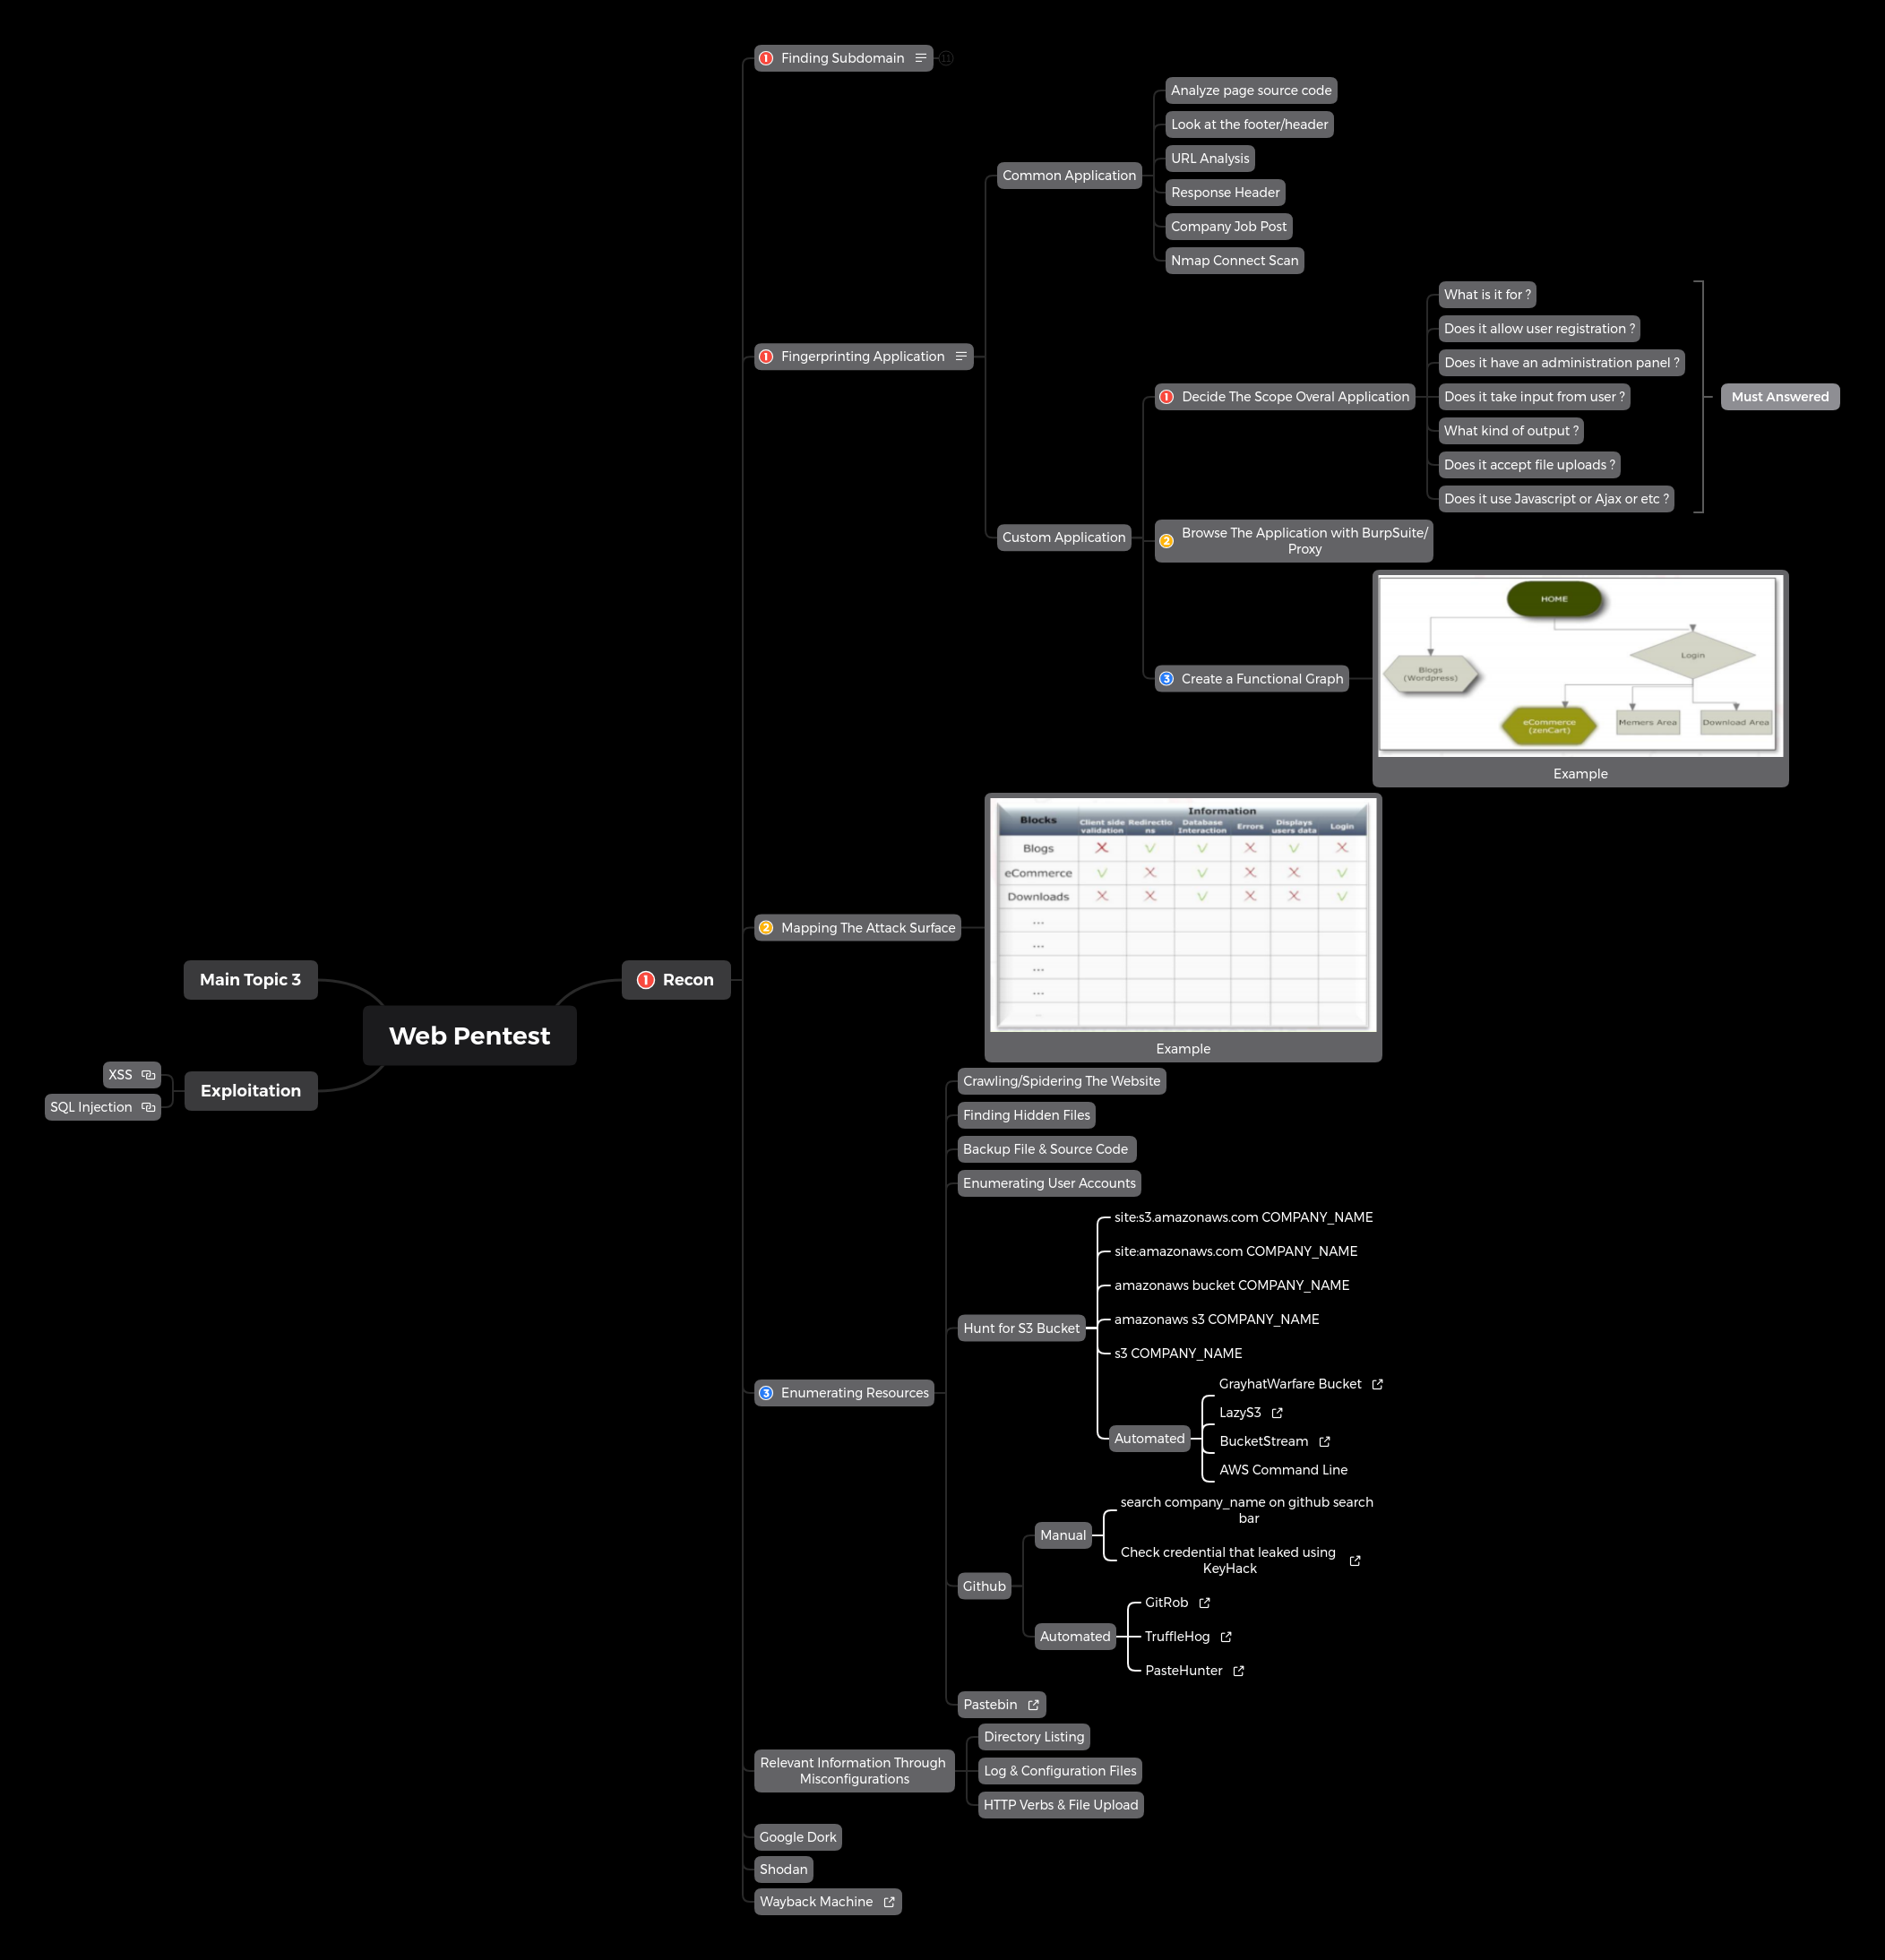 Finding Subdomain
11
Analyze page source code
Look at the footer/header
URL Analysis
Response Header
Company Job Post
Nmap Connect Scan
Common Application
1 Fingerprinting Application
What is it for ?
Does it allow user registration ?
Does it have an administration panel ?
Does it take input from user ?
What kind of output ?
Does it accept file uploads ?
Does it use Javascript or Ajax or etc ?
Must Answered
1 Decide The Scope Overal Application
Custom Application
2 Browse The Application with BurpSuite/
Proxy
3 Create a Functional Graph
HOME
Login
Blogs
(Wordpress)
eCommerce
(zenCart)
Memers Area
Download Area
Example
2 Mapping The Attack Surface
Blocks
Information
Client side
validation
Redirectio
ns
Database
Interaction
Errors
Displays
users data
Login
Blogs X V V X V X
eCommerce V X V X X V
Downloads X X V X X V
...
...
...
...
Example
Main Topic 3
1 Recon
Web Pentest
Exploitation
XSS
SQL Injection
Crawling/Spidering The Website
Finding Hidden Files
Backup File & Source Code
Enumerating User Accounts
site:s3.amazonaws.com COMPANY_NAME
site:amazonaws.com COMPANY_NAME
amazonaws bucket COMPANY_NAME
amazonaws s3 COMPANY_NAME
s3 COMPANY_NAME
Hunt for S3 Bucket
3 Enumerating Resources
Automated
GrayhatWarfare Bucket
LazyS3
BucketStream
AWS Command Line
Github
Manual
search company_name on github search
bar
Check credential that leaked using
KeyHack
Automated
GitRob
TruffleHog
PasteHunter
Pastebin
Relevant Information Through
Misconfigurations
Directory Listing
Log & Configuration Files
HTTP Verbs & File Upload
Google Dork
Shodan
Wayback Machine